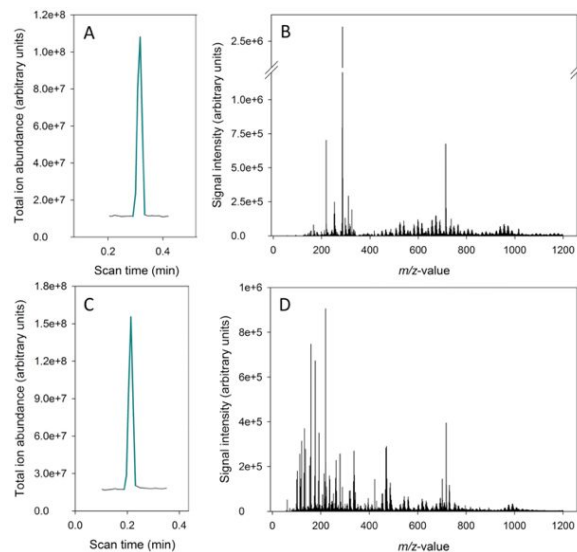 A
Total ion abundance (arbitrary units)
1.2e+8
1.0e+8
8.0e+7
6.0e+7
4.0e+7
2.0e+7
0.0
0.2
0.4
Scan time (min)
B
Signal intensity (arbitrary units)
2.5e+6
1.0e+6
7.5e+5
5.0e+5
2.5e+5
0.0
0 200 400 600 800 1000 1200
m/z-value
C
Total ion abundance (arbitrary units)
1.8e+8
1.5e+8
1.2e+8
9.0e+7
6.0e+7
3.0e+7
0.0
0.0 0.2 0.4
Scan time (min)
D
Signal intensity (arbitrary units)
1e+6
8e+5
6e+5
4e+5
2e+5
0
0 200 400 600 800 1000 1200
m/z-value